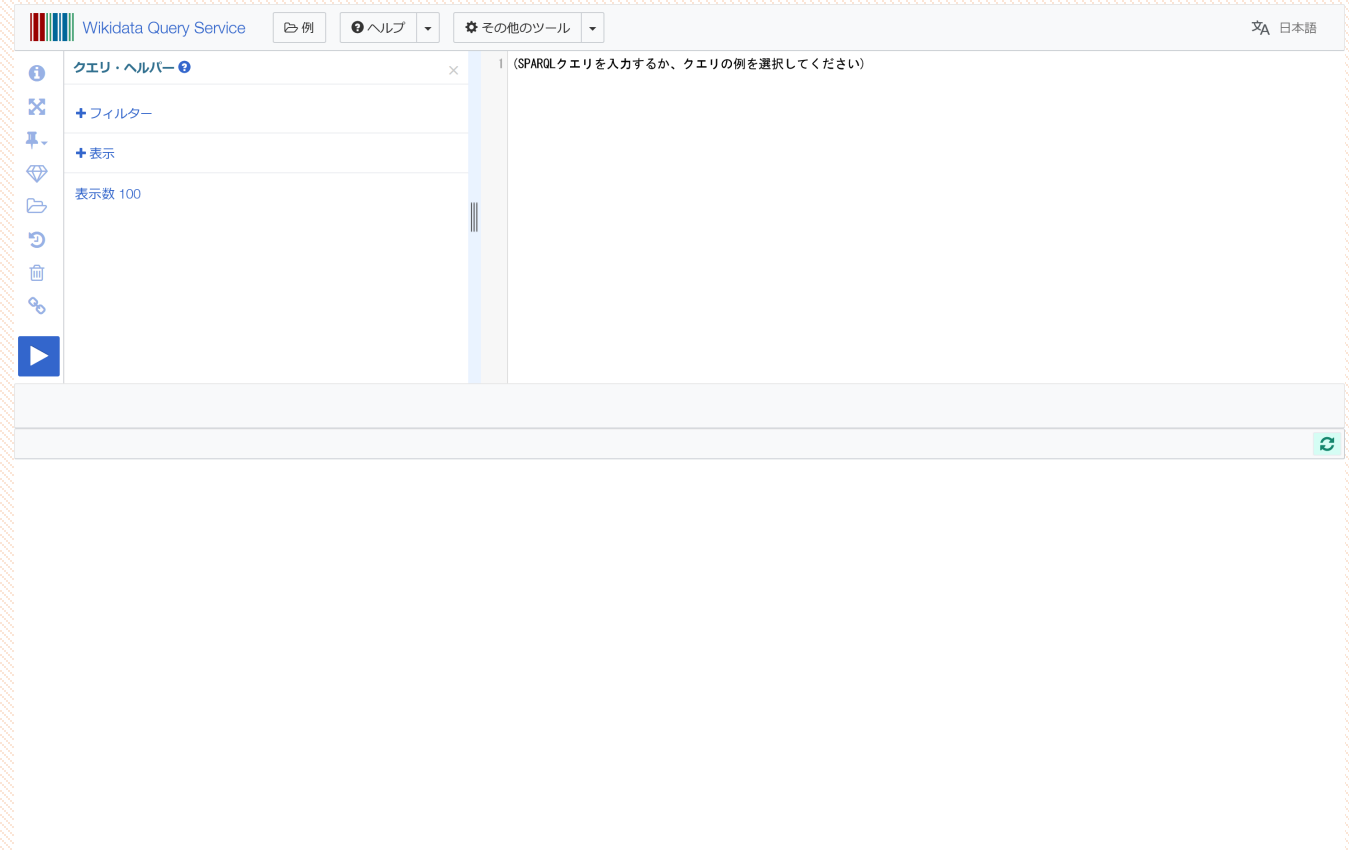 Wikidata Query Service 例 ヘルプ その他のツール 日本語
クエリ・ヘルパー
フィルター
表示
表示数 100
1 (SPARQLクエリを入力するか、クエリの例を選択してください)